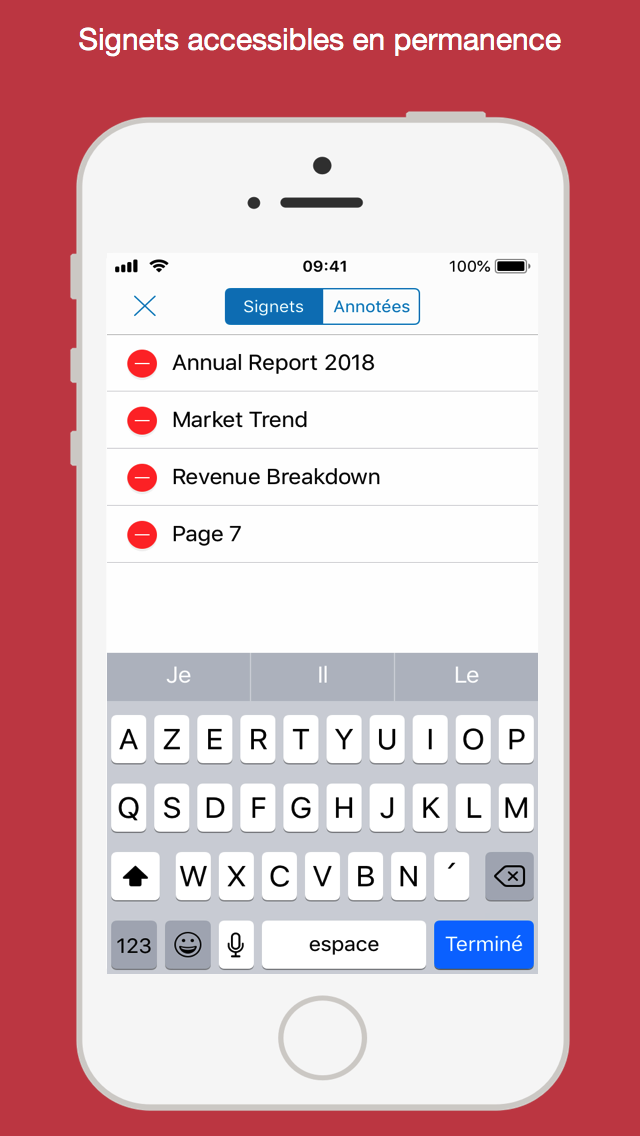 Signets accessibles en permanence
09:41
100%
Signets Annotées
Annual Report 2018
Market Trend
Revenue Breakdown
Page 7
Je Il Le
A Z E R T Y U I O P
Q S D F G H J K L M
W X C V B N ´
123 espace Terminé